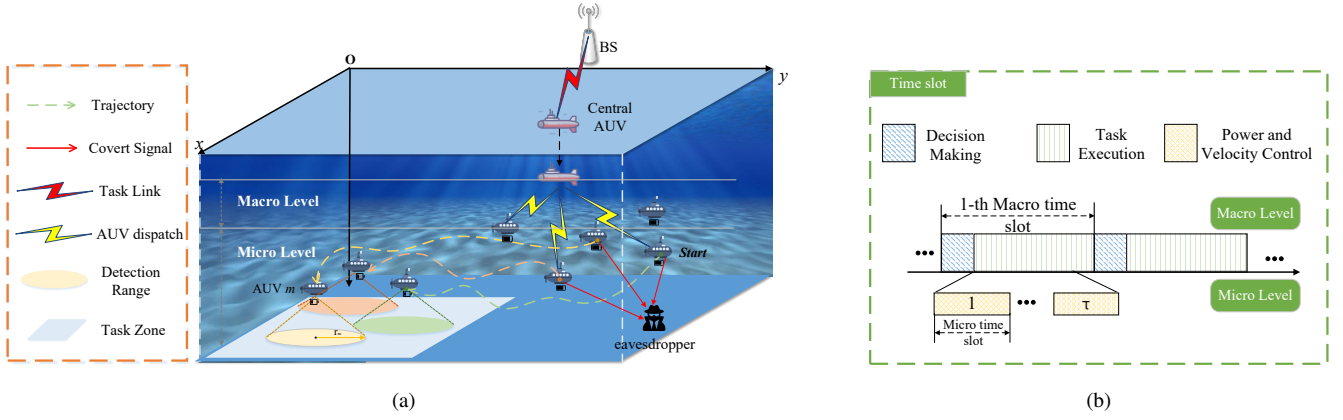 BS
O
y
Central
AUV
x
Trajectory
Covert Signal
Task Link
AUV dispatch
Detection
Range
Task Zone
Macro Level
Micro Level
Start
AUV m
eavesdropper
(a)
Time slot
Decision
Making
Task
Execution
Power and
Velocity Control
1-th Macro time
slot
Macro Level
•••
•••
Micro Level
1
•••
τ
Micro time
slot
(b)